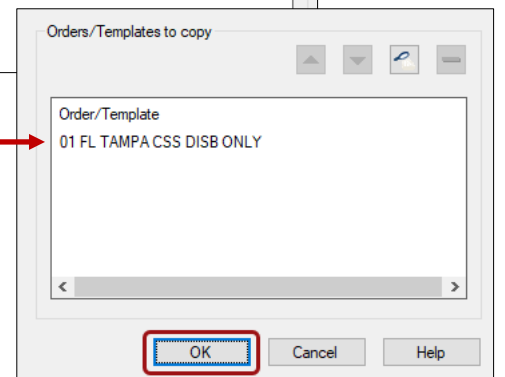 Orders/Templates to copy
Order/Template
01 FL TAMPA CSS DISB ONLY
OK
Cancel
Help